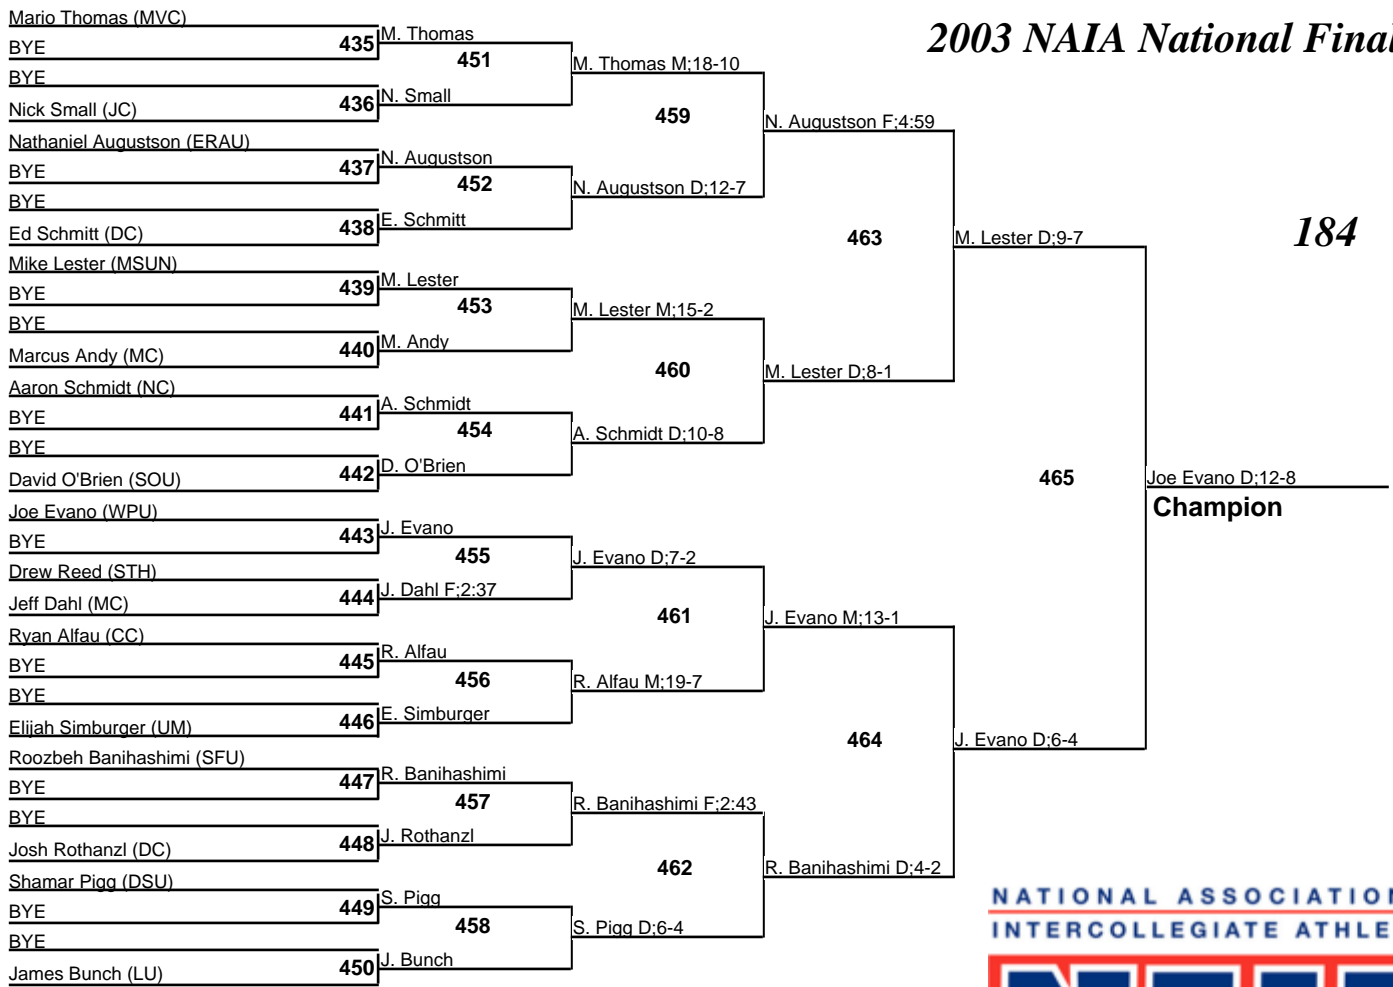 2003 NAIA National Final
184
Mario Thomas (MVC)
BYE
BYE
Nick Small (JC)
Nathaniel Augustson (ERAU)
BYE
BYE
Ed Schmitt (DC)
Mike Lester (MSUN)
BYE
BYE
Marcus Andy (MC)
Aaron Schmidt (NC)
BYE
BYE
David O'Brien (SOU)
Joe Evano (WPU)
BYE
Drew Reed (STH)
Jeff Dahl (MC)
Ryan Alfau (CC)
BYE
BYE
Elijah Simburger (UM)
Roozbeh Banihashimi (SFU)
BYE
BYE
Josh Rothanzl (DC)
Shamar Pigg (DSU)
BYE
BYE
James Bunch (LU)
435 M. Thomas
451
436 N. Small
437 N. Augustson
452
438 E. Schmitt
439 M. Lester
453
440 M. Andy
441 A. Schmidt
454
442 D. O'Brien
443 J. Evano
455
444 J. Dahl F;2:37
445 R. Alfau
456
446 E. Simburger
447 R. Banihashimi
457
448 J. Rothanzl
449 S. Pigg
458
450 J. Bunch
M. Thomas M;18-10
459
N. Augustson D;12-7
M. Lester M;15-2
460
A. Schmidt D;10-8
J. Evano D;7-2
461
R. Alfau M;19-7
R. Banihashimi F;2:43
462
S. Pigg D;6-4
N. Augustson F;4:59
463
M. Lester D;8-1
J. Evano M;13-1
464
R. Banihashimi D;4-2
M. Lester D;9-7
465
J. Evano D;6-4
Joe Evano D;12-8
Champion
NATIONAL ASSOCIATION
INTERCOLLEGIATE ATHLE